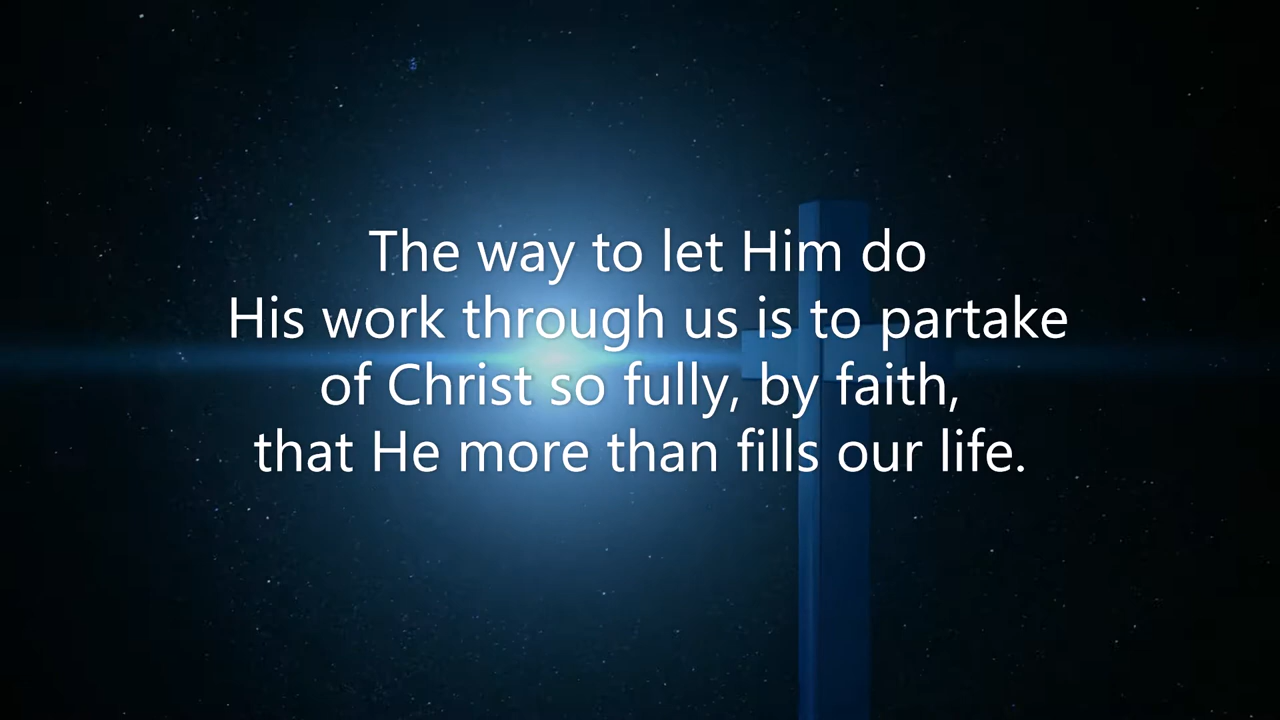 The way to let Him do
His work through us is to partake
of Christ so fully, by faith,
that He more than fills our life.